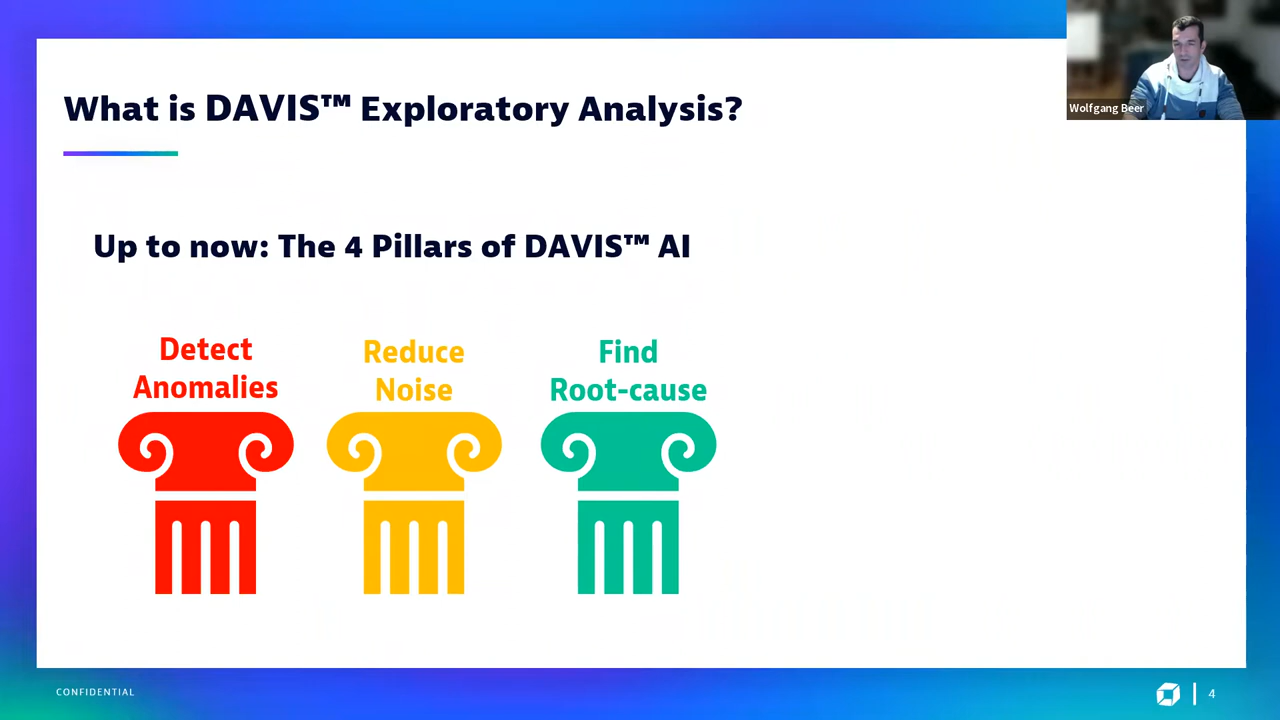 What is DAVIS™ Exploratory Analysis?
Wolfgang Beer
Up to now: The 4 Pillars of DAVIS™ AI
Detect
Anomalies
Reduce
Noise
Find
Root-cause
CONFIDENTIAL
4